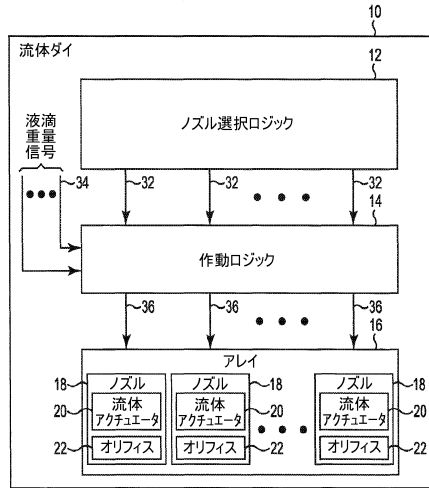 10
流体ダイ
12
ノズル選択ロジック
液滴
重量
信号
34
32
32
32
14
作動ロジック
36
36
36
16
アレイ
18
ノズル
流体
アクチュエータ
20
オリフィス
22
ノズル
18
流体
アクチュエータ
20
オリフィス
22
ノズル
18
流体
アクチュエータ
20
オリフィス
22